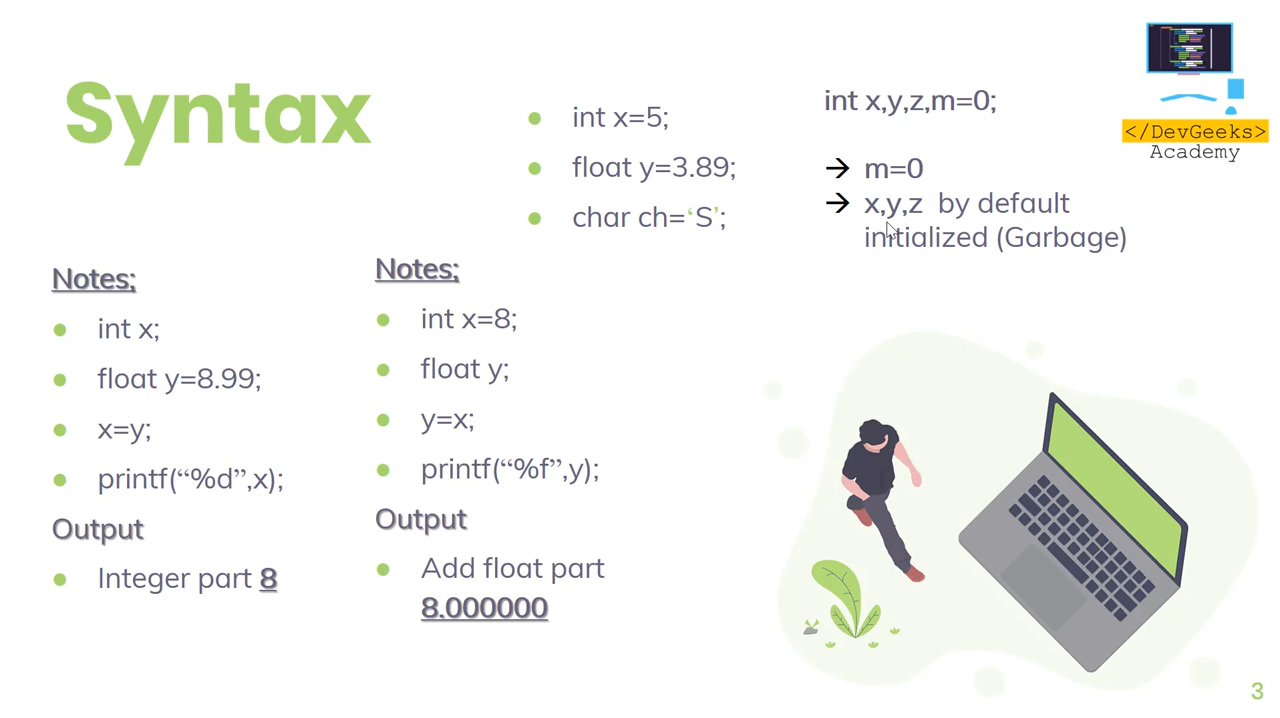 Syntax
int x=5;
float y=3.89;
char ch=‘S’;
int x,y,z,m=0;
→ m=0
→ x,y,z by default
initialized (Garbage)
</DevGeeks>
Academy
Notes;
int x;
float y=8.99;
x=y;
printf(“%d”,x);
Output
Integer part 8
Notes;
int x=8;
float y;
y=x;
printf(“%f”,y);
Output
Add float part
8.000000
3